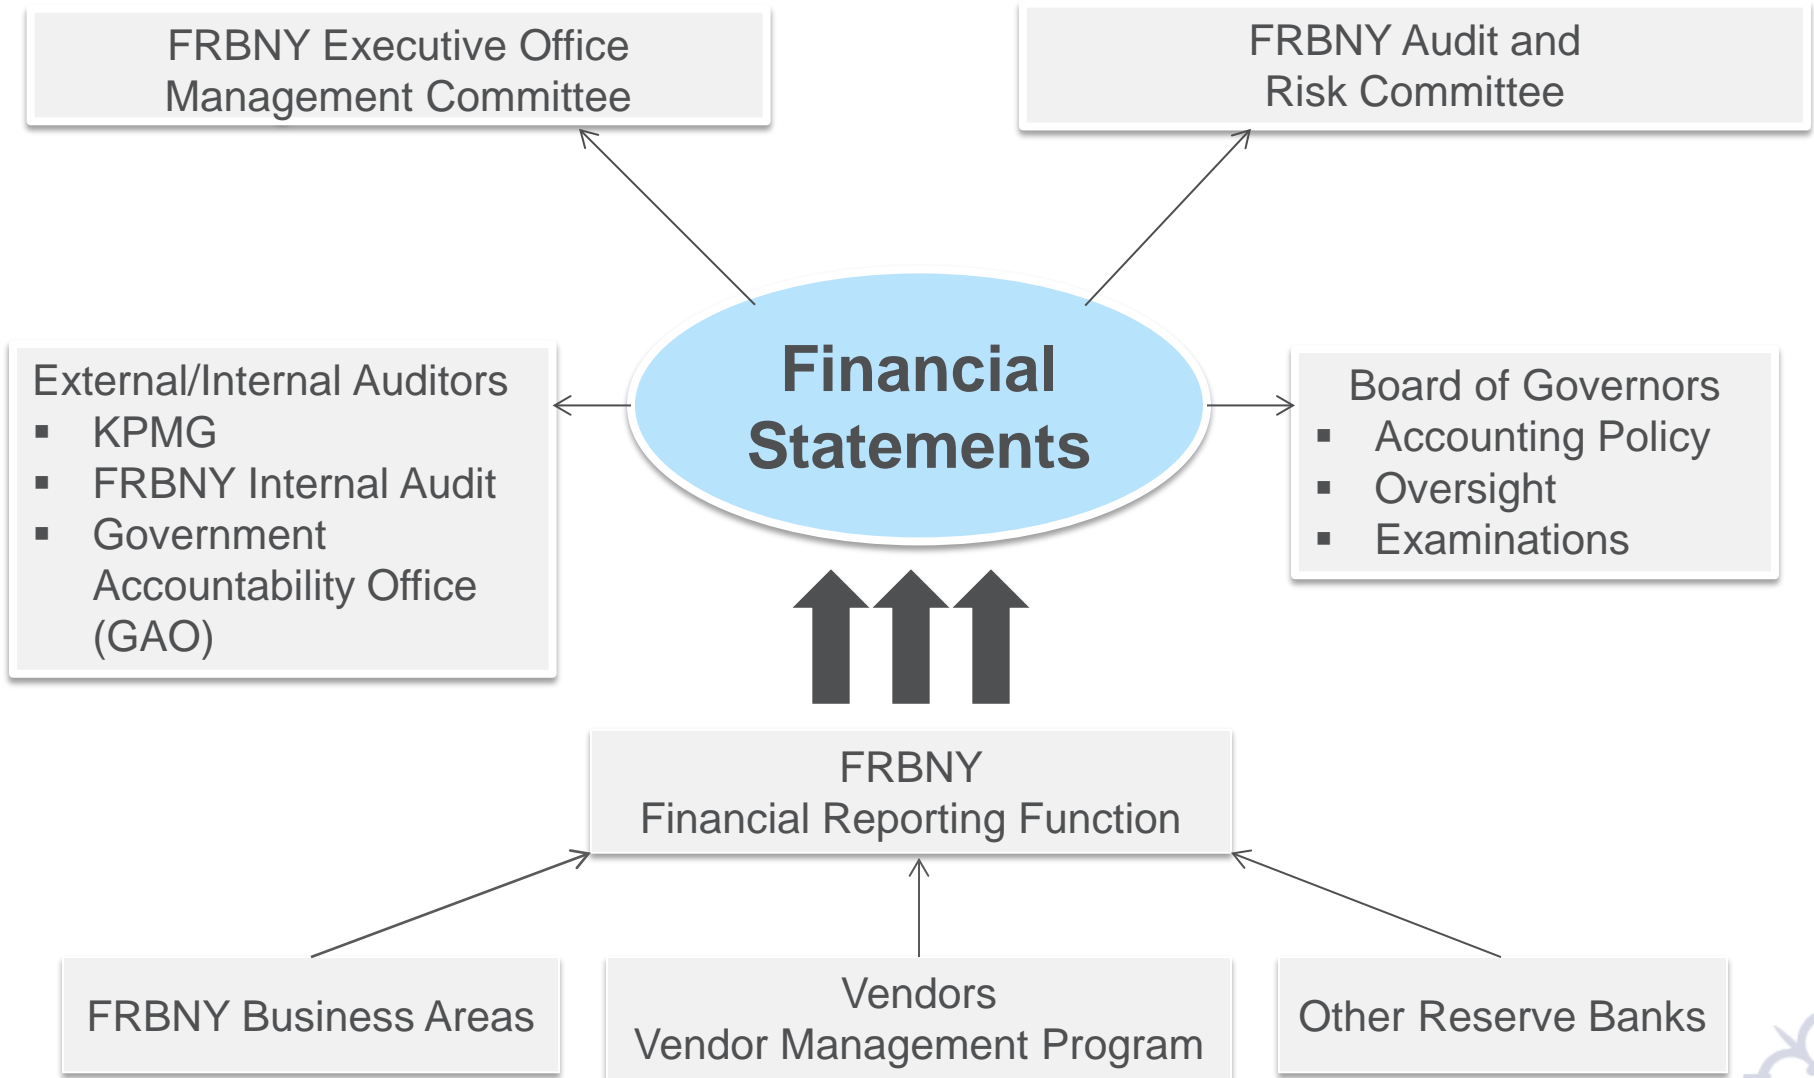 FRBNY Executive Office
Management Committee
FRBNY Audit and
Risk Committee
Financial
Statements
External/Internal Auditors
▪ KPMG
▪ FRBNY Internal Audit
▪ Government
Accountability Office
(GAO)
Board of Governors
▪ Accounting Policy
▪ Oversight
▪ Examinations
FRBNY
Financial Reporting Function
FRBNY Business Areas
Vendors
Vendor Management Program
Other Reserve Banks